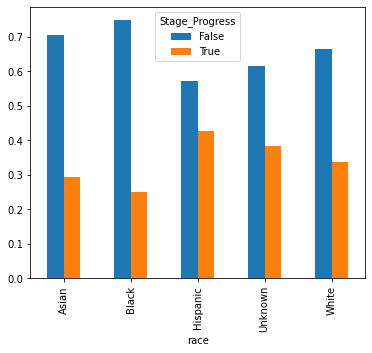 Stage_Progress
False
True
0.7
0.6
0.5
0.4
0.3
0.2
0.1
0.0
Asian
Black
Hispanic
Unknown
White
race